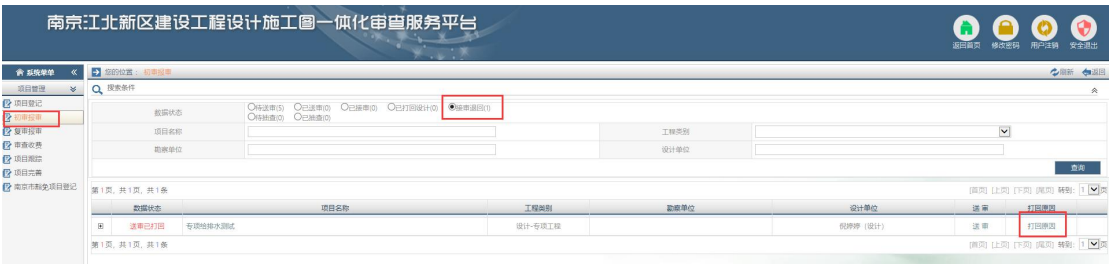 南京江北新区建设工程设计施工图一体化审查服务平台
返回首页 修改密码 用户注销 安全退出
系统菜单 您的位置: 初审报审 刷新 返回
项目管理 搜索条件
项目登记
初审报审
复审报审
审查收费
项目跟踪
项目完善
南京市豁免项目登记
数据状态 待送审(5) 已送审(0) 已接审(0) 已打回设计(0) 接审退回(1)
待抽查(0) 已抽查(0)
项目名称 工程类别
勘察单位 设计单位
查询
第1页, 共1页, 共1条 [首页] [上页] [下页] [尾页] 转到: 1 页
数据状态 项目名称 工程类别 勘察单位 设计单位 送 审 打回原因
送审已打回 专项给排水测试 设计-专项工程 倪婷婷(设计) 送 审 打回原因
第1页, 共1页, 共1条 [首页] [上页] [下页] [尾页] 转到: 1 页